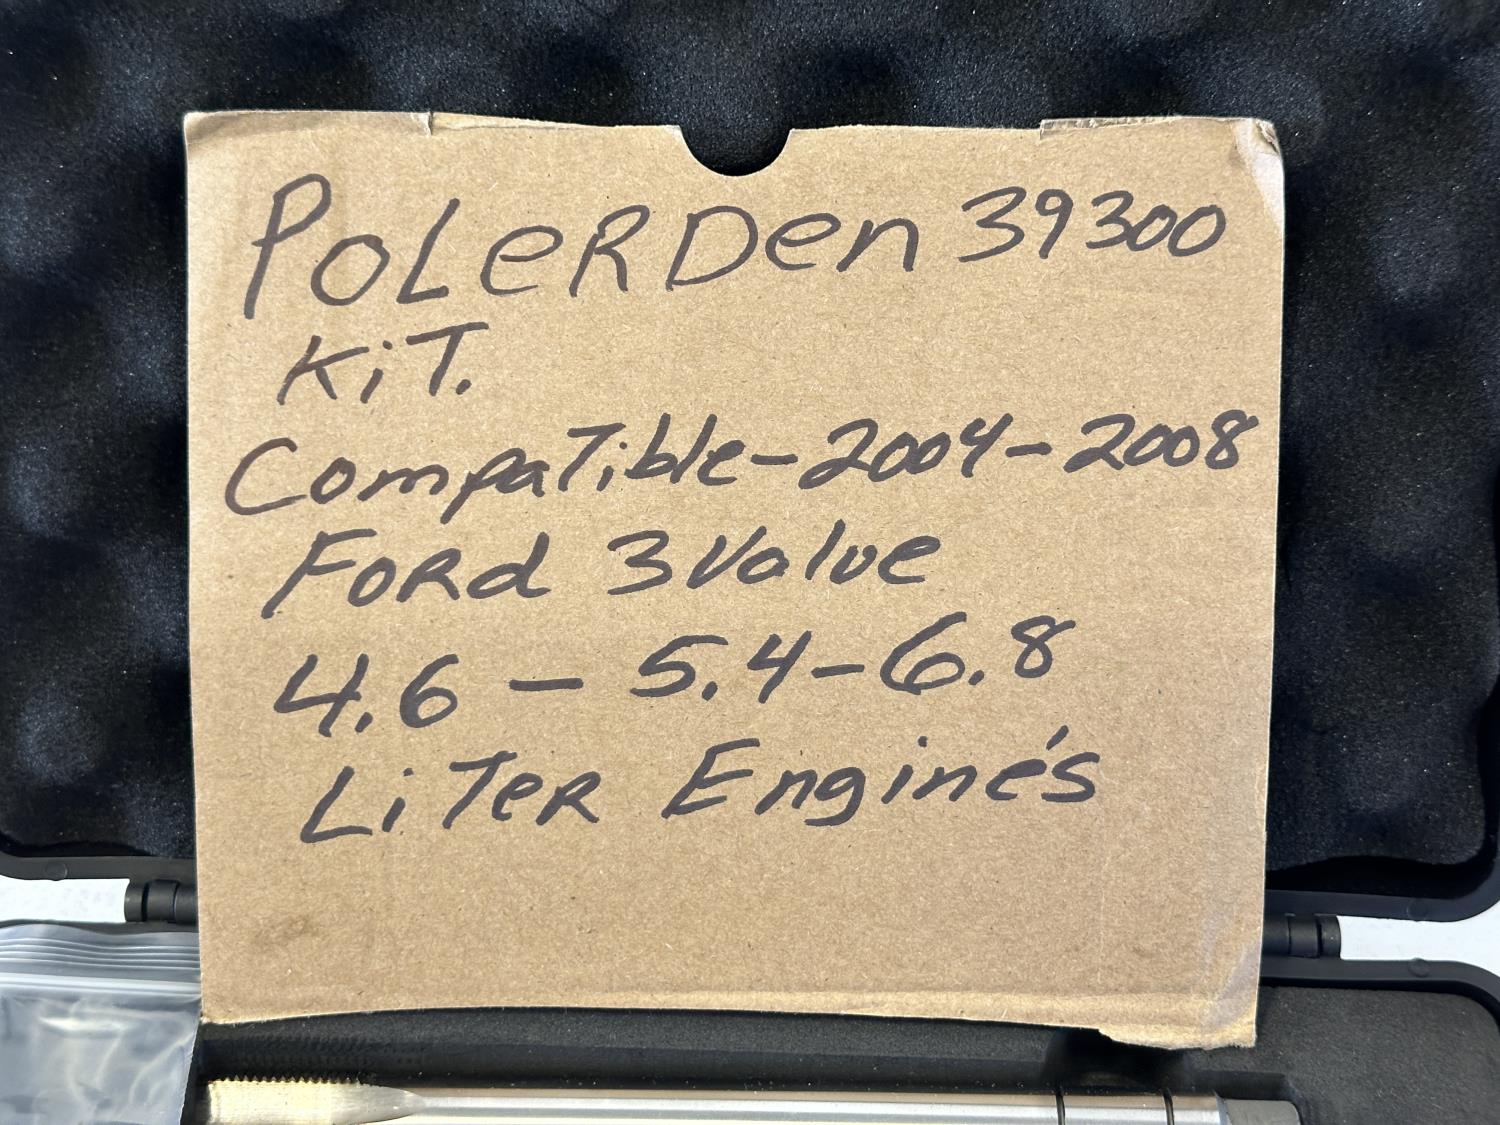 PoLeRDen 39300
KiT.
CompaTible-2004-2008
FoRd 3Valve
4.6 - 5.4-6.8
LiTeR Engine's